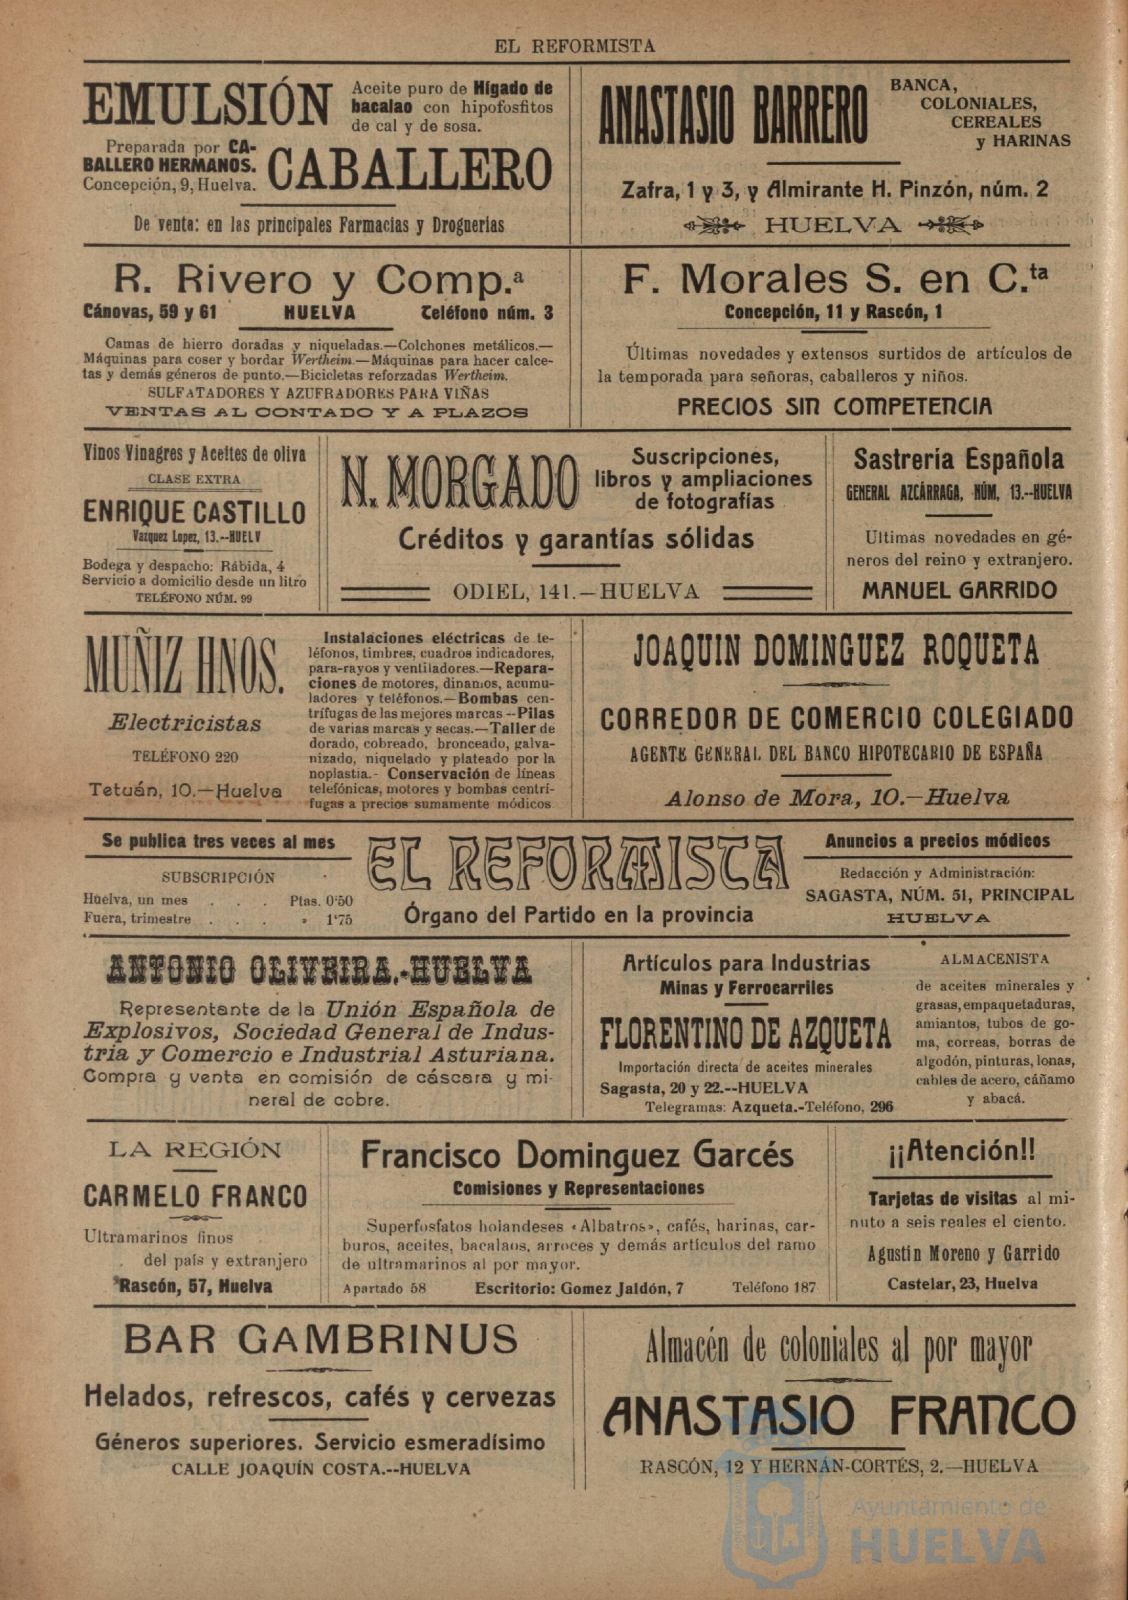 EL REFORMISTA
EMULSIÓN
Aceite puro de Hígado de
bacalao con hipofosfitos
de cal y de sosa.
Preparada por CA-
BALLERO HERMANOS.
Concepción, 9, Huelva.
CABALLERO
De venta: en las principales Farmacias y Droguerias
ANASTASIO BARRERO
BANCA,
COLONIALES,
CEREALES
y HARINAS
Zafra, 1 y 3, y Almirante H. Pinzón, núm. 2
HUELVA
R. Rivero y Comp.ª
Cánovas, 59 y 61 HUELVA Teléfono núm. 3
Camas de hierro doradas y niqueladas.—Colchones metálicos.—
Máquinas para coser y bordar Wertheim.—Máquinas para hacer calce-
tas y demás géneros de punto.—Bicicletas reforzadas Wertheim.
SULFATADORES Y AZUFRADORES PARA VIÑAS
VENTAS AL CONTADO Y A PLAZOS
F. Morales S. en C.ta
Concepción, 11 y Rascón, 1
Últimas novedades y extensos surtidos de artículos de
la temporada para señoras, caballeros y niños.
PRECIOS SIN COMPETENCIA
Vinos Vinagres y Aceites de oliva
CLASE EXTRA
ENRIQUE CASTILLO
Vazquez Lopez, 13.--HUELV
Bodega y despacho: Rábida, 4
Servicio a domicilio desde un litro
TELÉFONO NÚM. 99
N. MORGADO
Suscripciones,
libros y ampliaciones
de fotografías
Créditos y garantías sólidas
ODIEL, 141.—HUELVA
Sastrería Española
GENERAL AZCÁRRAGA, NÚM, 13.--HUELVA
Ultimas novedades en gé-
neros del reino y extranjero.
MANUEL GARRIDO
MUÑIZ HNOS.
Electricistas
TELÉFONO 220
Tetuán, 10.—Huelva
Instalaciones eléctricas de te-
léfonos, timbres, cuadros indicadores,
para-rayos y ventiladores.—Repara-
ciones de motores, dinamos, acumu-
ladores y teléfonos.—Bombas cen-
trífugas de las mejores marcas—Pilas
de varias marcas y secas.—Taller de
dorado, cobreado, bronceado, galva-
nizado, niquelado y plateado por la
noplastia.- Conservación de líneas
telefónicas, motores y bombas centrí-
fugas a precios sumamente módicos
JOAQUIN DOMINGUEZ ROQUETA
CORREDOR DE COMERCIO COLEGIADO
AGENTE GENERAL DEL BANCO HIPOTECARIO DE ESPAÑA
Alonso de Mora, 10.—Huelva
Se publica tres veces al mes
SUBSCRIPCIÓN
Huelva, un mes . . . Ptas. 0'50
Fuera, trimestre . . . » 1'75
EL REFORMISTA
Órgano del Partido en la provincia
Anuncios a precios módicos
Redacción y Administración:
SAGASTA, NÚM. 51, PRINCIPAL
HUELVA
ANTONIO OLIVEIRA.-HUELVA
Representante de la Unión Española de
Explosivos, Sociedad General de Indus-
tria y Comercio e Industrial Asturiana.
Compra y venta en comisión de cáscara y mi-
neral de cobre.
Artículos para Industrias
Minas y Ferrocarriles
FLORENTINO DE AZQUETA
Importación directa de aceites minerales
Sagasta, 20 y 22.--HUELVA
Telegramas: Azqueta.-Teléfono, 296
ALMACENISTA
de aceites minerales y
grasas, empaquetaduras,
amiantos, tubos de go-
ma, correas, borras de
algodón, pinturas, lonas,
cables de acero, cáñamo
y abacá.
LA REGIÓN
CARMELO FRANCO
Ultramarinos finos
del país y extranjero
Rascón, 57, Huelva
Francisco Dominguez Garcés
Comisiones y Representaciones
Superfosfatos holandeses «Albatros», cafés, harinas, car-
buros, aceites, bacalaos, arroces y demás artículos del ramo
de ultramarinos al por mayor.
Apartado 58 Escritorio: Gomez Jaldón, 7 Teléfono 187
¡¡Atención!!
Tarjetas de visitas al mi-
nuto a seis reales el ciento.
Agustin Moreno y Garrido
Castelar, 23, Huelva
BAR GAMBRINUS
Helados, refrescos, cafés y cervezas
Géneros superiores. Servicio esmeradísimo
CALLE JOAQUÍN COSTA.--HUELVA
Almacén de coloniales al por mayor
ANASTASIO FRANCO
RASCÓN, 12 Y HERNÁN-CORTÉS, 2.—HUELVA
Ayuntamiento de
HUELVA